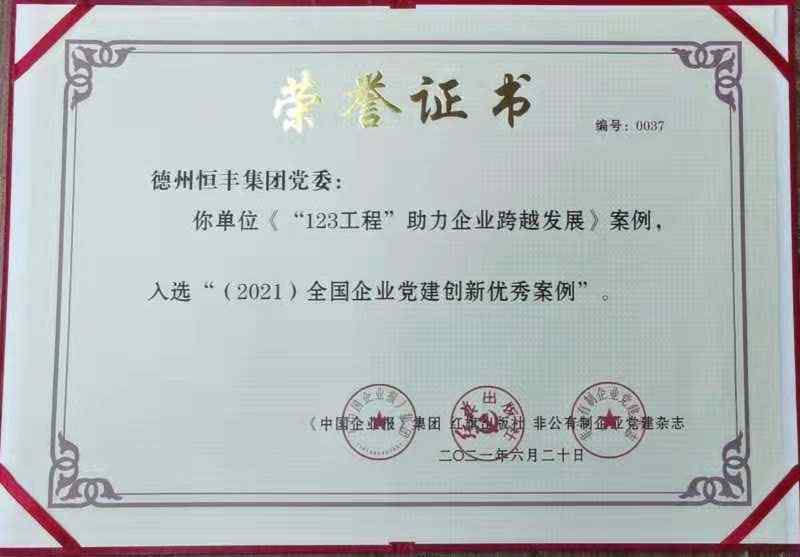 荣誉证书
编号：0037
德州恒丰集团党委：
你单位《“123工程”助力企业跨越发展》案例，
入选“（2021）全国企业党建创新优秀案例”。
《中国企业报》集团 红旗出版社 非公有制企业党建杂志
二〇二一年六月二十日